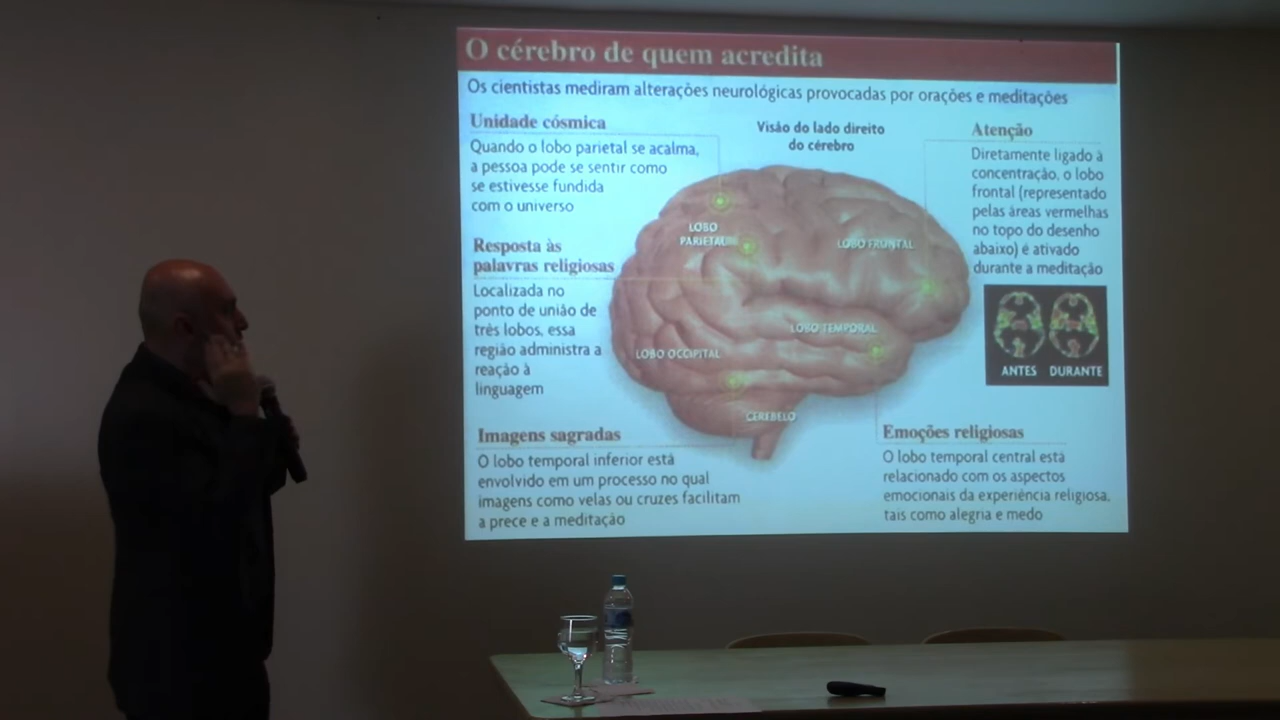 O cérebro de quem acredita
Os cientistas mediram alterações neurológicas provocadas por orações e meditações
Unidade cósmica
Quando o lobo parietal se acalma,
a pessoa pode se sentir como
se estivesse fundida
com o universo
Resposta às
palavras religiosas
Localizada no
ponto de união de
três lobos, essa
região administra a
reação à
linguagem
Imagens sagradas
O lobo temporal inferior está
envolvido em um processo no qual
imagens como velas ou cruzes facilitam
a prece e a meditação
Visão do lado direito
do cérebro
LOBO
PARIETAL
LOBO FRONTAL
LOBO TEMPORAL
LOBO OCCIPITAL
CEREBELO
Atenção
Diretamente ligado à
concentração, o lobo
frontal (representado
pelas áreas vermelhas
no topo do desenho
abaixo) é ativado
durante a meditação
ANTES DURANTE
Emoções religiosas
O lobo temporal central está
relacionado com os aspectos
emocionais da experiência religiosa,
tais como alegria e medo